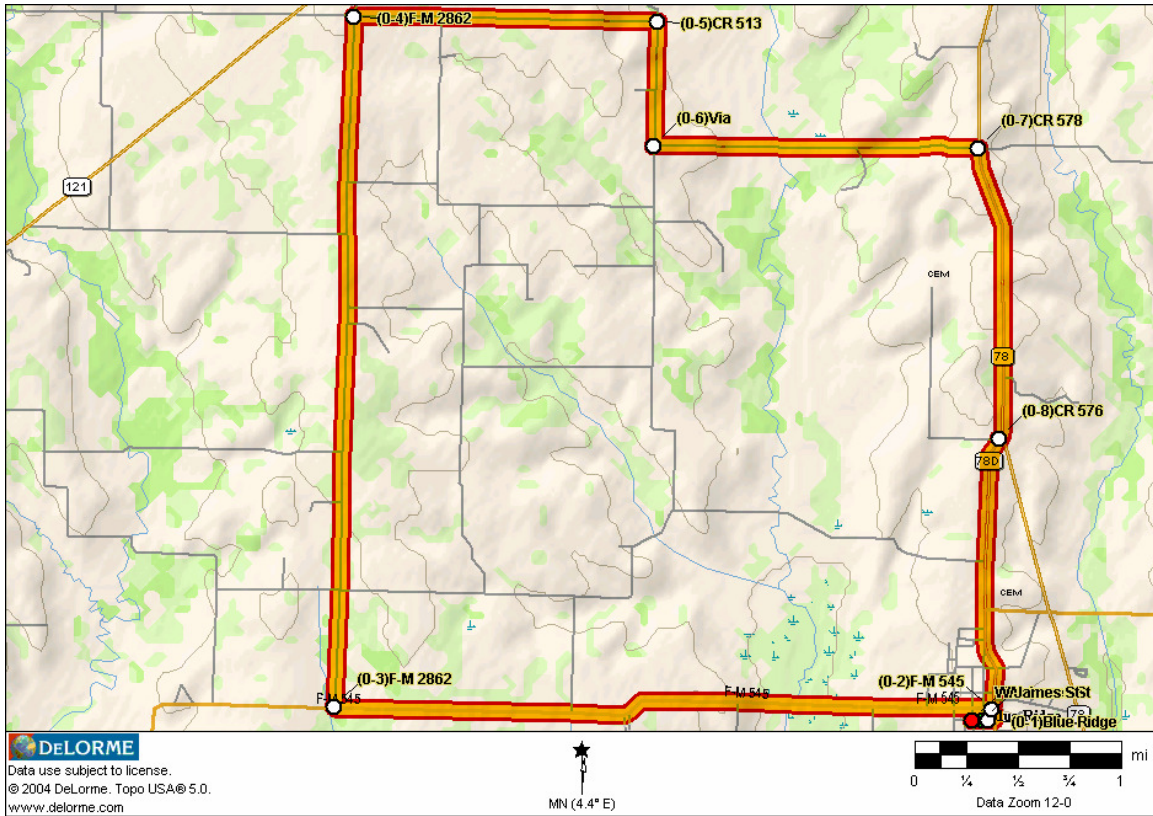 (0-4)F-M 2862
(0-5)CR 513
(0-6)Via
(0-7)CR 578
121
CEM
78
(0-8)CR 576
78D
CEM
(0-3)F-M 2862
F-M 545
F-M 545
(0-2)F-M 545
F-M 545
W James St
78
(0-1)Blue Ridge
DELORME
Data use subject to license.
© 2004 DeLorme. Topo USA® 5.0.
www.delorme.com
MN (4.4° E)
mi
0 ¼ ½ ¾ 1
Data Zoom 12-0